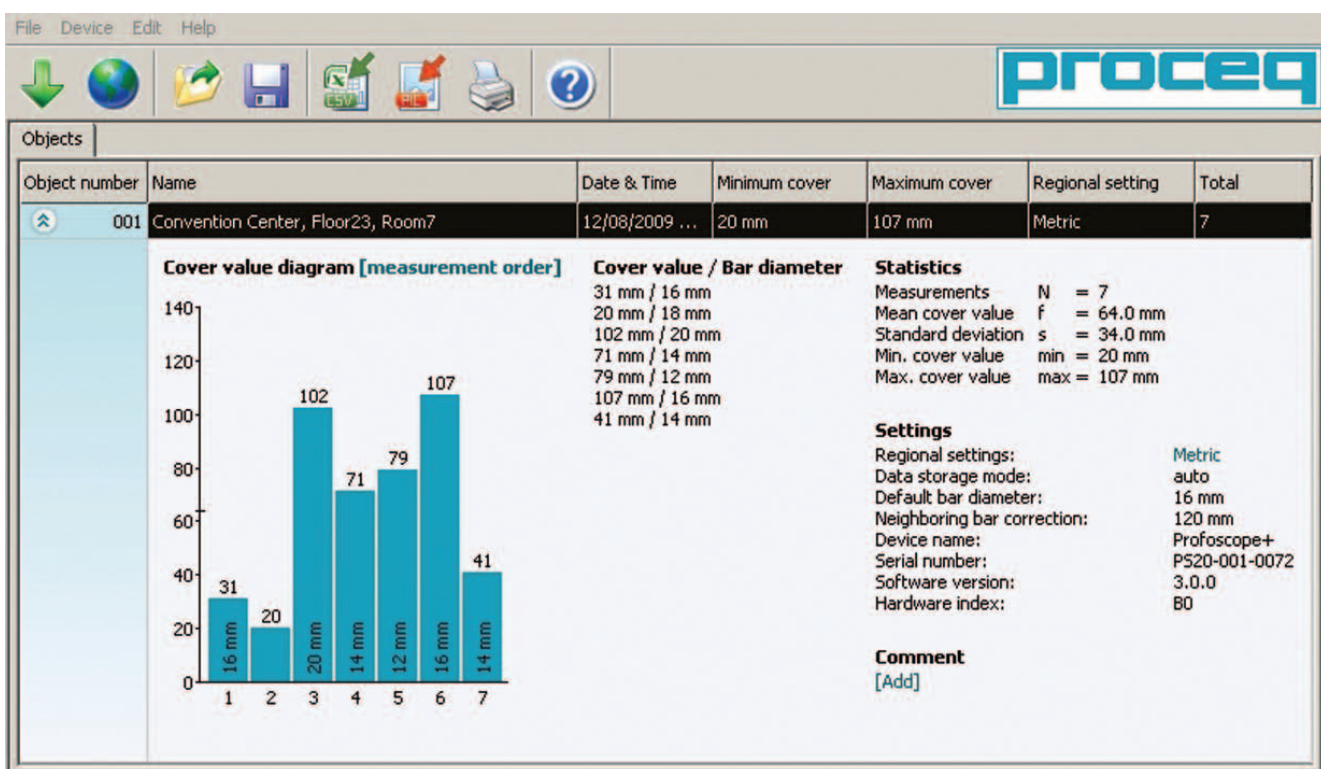 File Device Edit Help
CSV PIC ?
proceq
Objects
Object number Name Date & Time Minimum cover Maximum cover Regional setting Total
001 Convention Center, Floor23, Room7 12/08/2009 ... 20 mm 107 mm Metric 7
Cover value diagram [measurement order]
140
120
100
80
60
40
20
0
31
20
102
71
79
107
41
16 mm
20 mm
14 mm
12 mm
16 mm
14 mm
1 2 3 4 5 6 7
Cover value / Bar diameter
31 mm / 16 mm
20 mm / 18 mm
102 mm / 20 mm
71 mm / 14 mm
79 mm / 12 mm
107 mm / 16 mm
41 mm / 14 mm
Statistics
Measurements N = 7
Mean cover value f = 64.0 mm
Standard deviation s = 34.0 mm
Min. cover value min = 20 mm
Max. cover value max = 107 mm
Settings
Regional settings: Metric
Data storage mode: auto
Default bar diameter: 16 mm
Neighboring bar correction: 120 mm
Device name: Profoscope+
Serial number: PS20-001-0072
Software version: 3.0.0
Hardware index: B0
Comment
[Add]